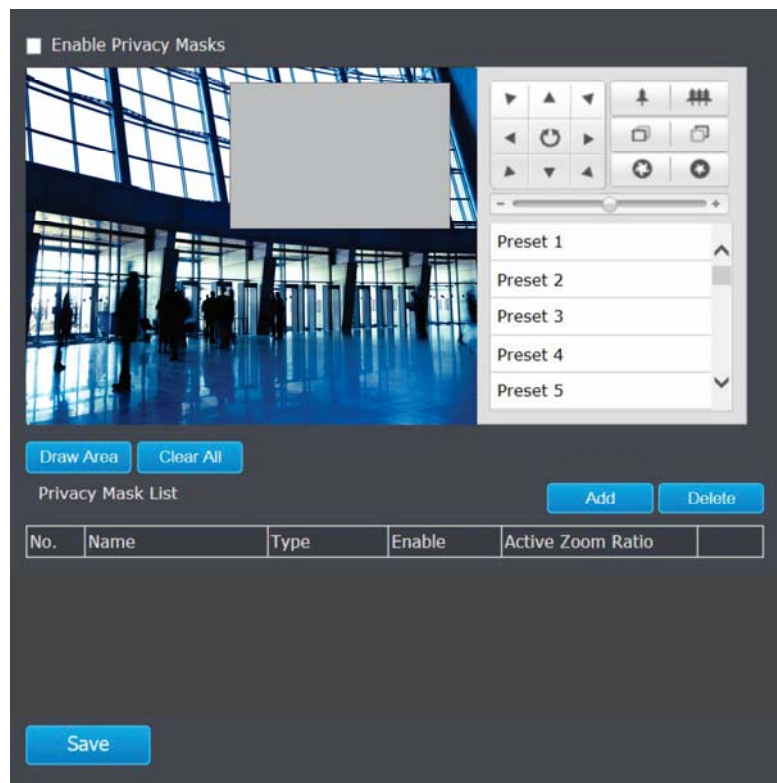 Enable Privacy Masks
- +
Preset 1
Preset 2
Preset 3
Preset 4
Preset 5
Draw Area Clear All
Privacy Mask List Add Delete
No. Name Type Enable Active Zoom Ratio
Save